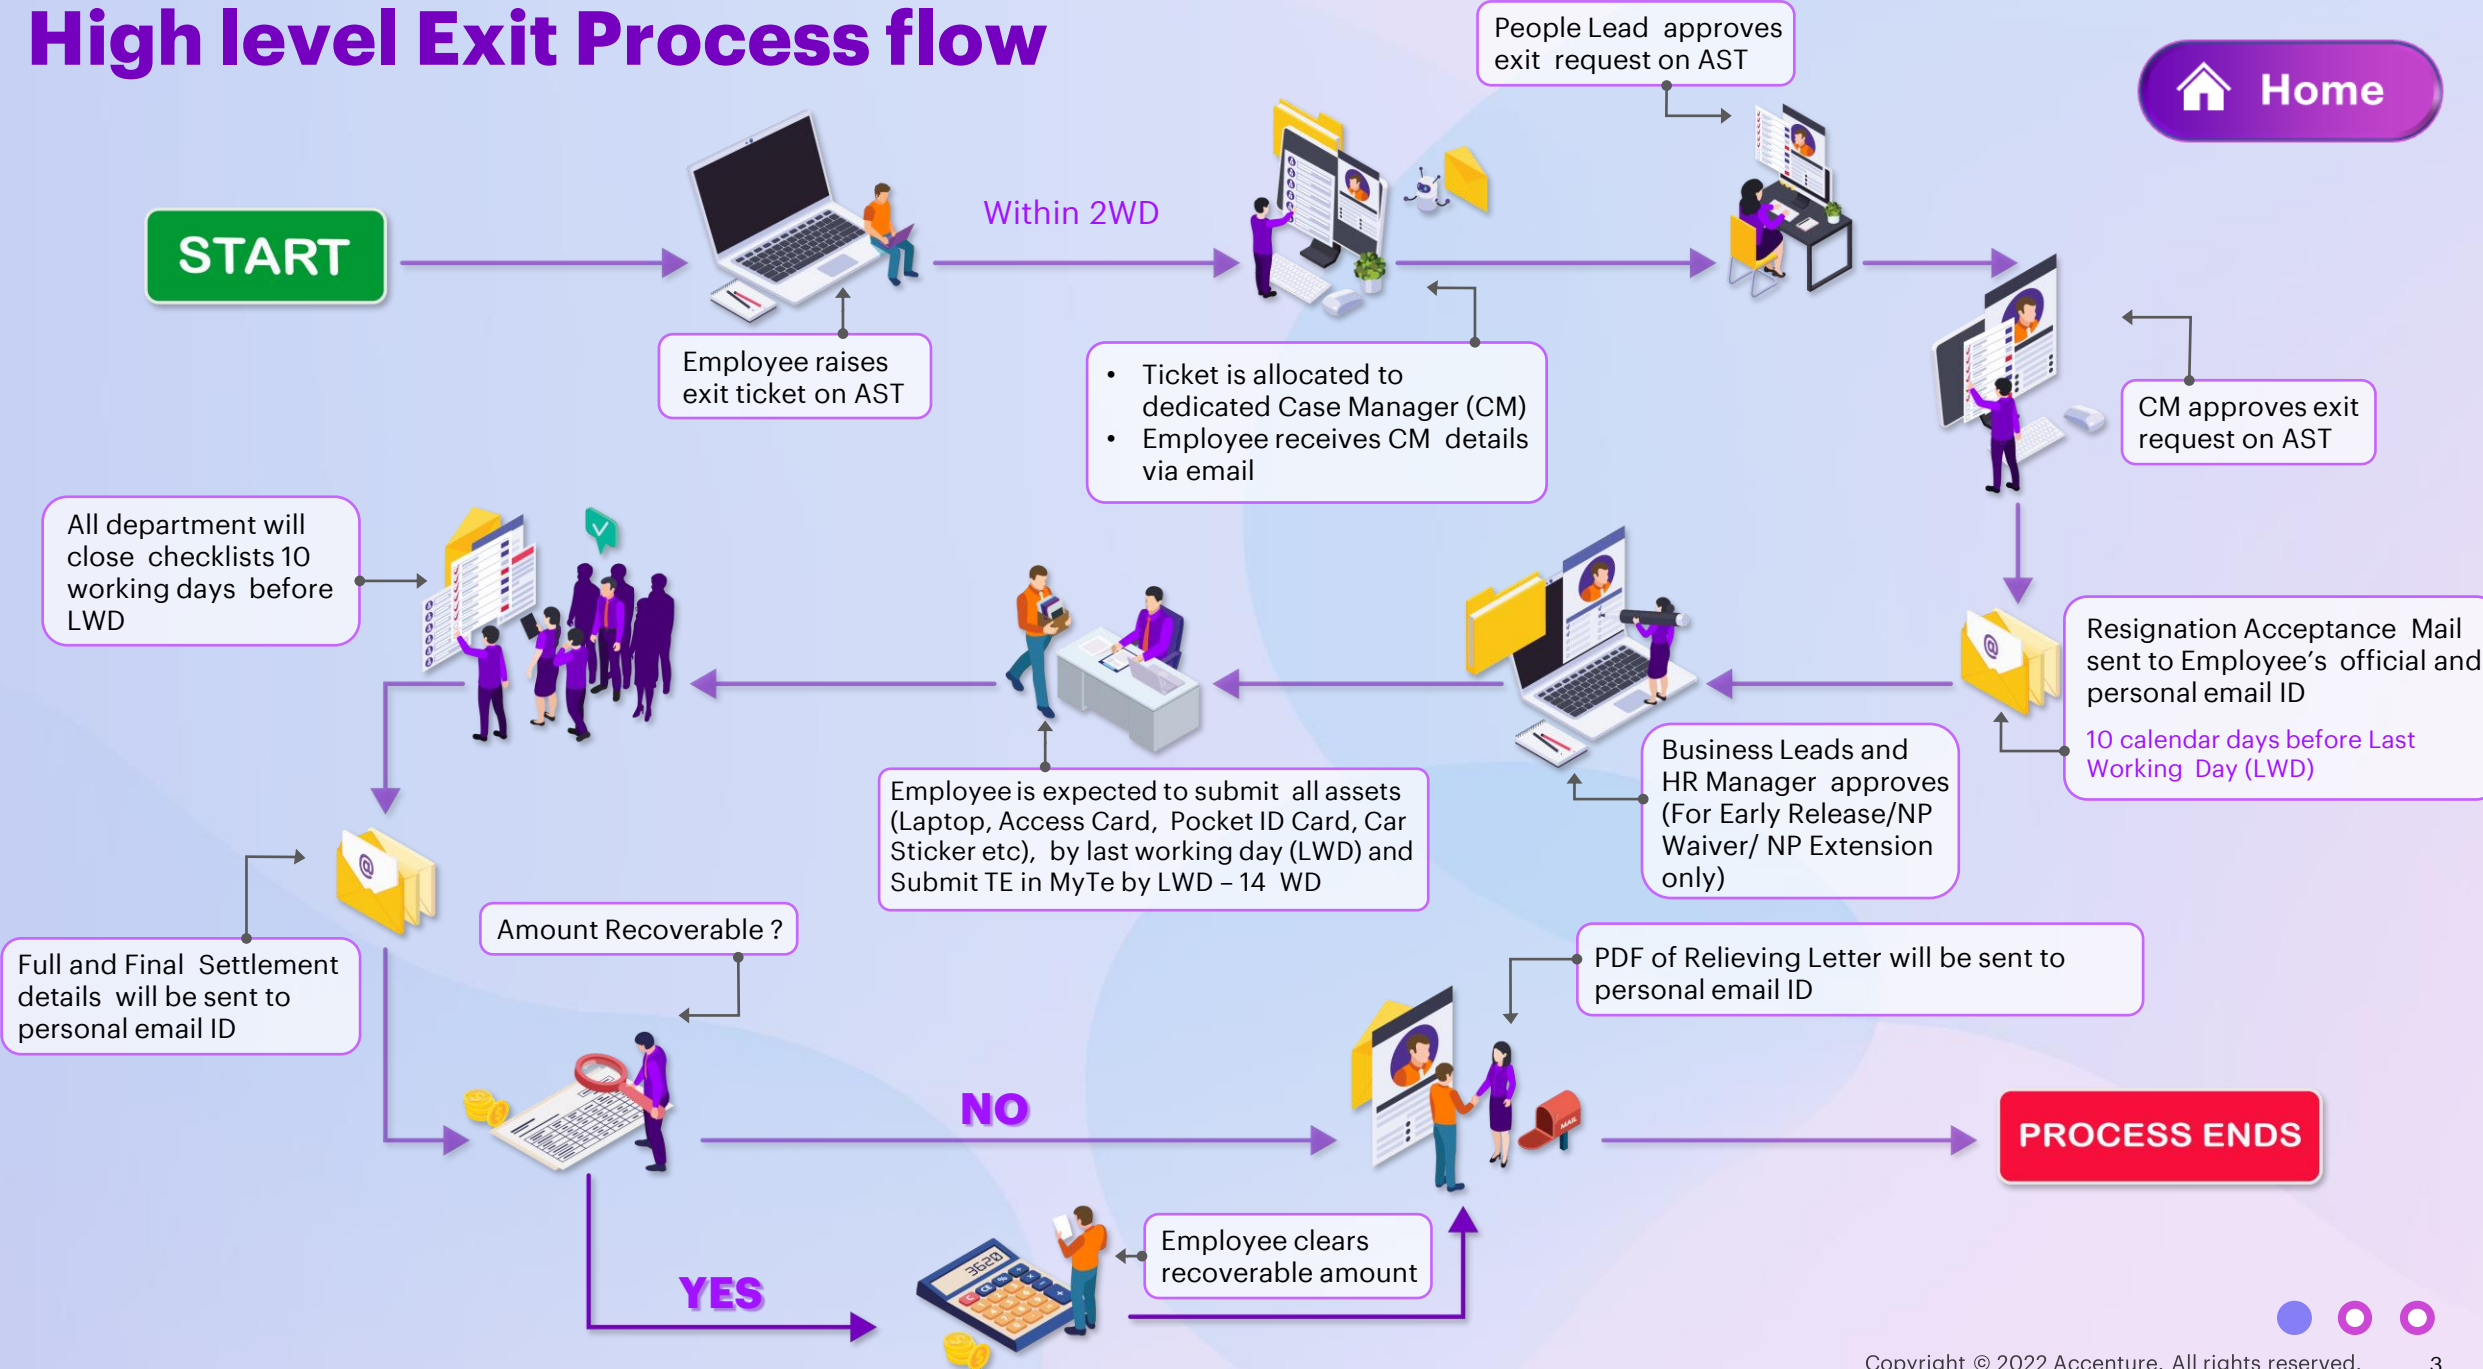 High level Exit Process flow
People Lead approves
exit request on AST
Home
START
Within 2WD
Employee raises
exit ticket on AST
• Ticket is allocated to
dedicated Case Manager (CM)
• Employee receives CM details
via email
CM approves exit
request on AST
All department will
close checklists 10
working days before
LWD
Resignation Acceptance Mail
sent to Employee’s official and
personal email ID
10 calendar days before Last
Working Day (LWD)
Business Leads and
HR Manager approves
(For Early Release/NP
Waiver/ NP Extension
only)
Employee is expected to submit all assets
(Laptop, Access Card, Pocket ID Card, Car
Sticker etc), by last working day (LWD) and
Submit TE in MyTe by LWD – 14 WD
Full and Final Settlement
details will be sent to
personal email ID
Amount Recoverable ?
PDF of Relieving Letter will be sent to
personal email ID
NO
MAIL
PROCESS ENDS
YES
3620
Employee clears
recoverable amount
Copyright © 2022 Accenture. All rights reserved. 3